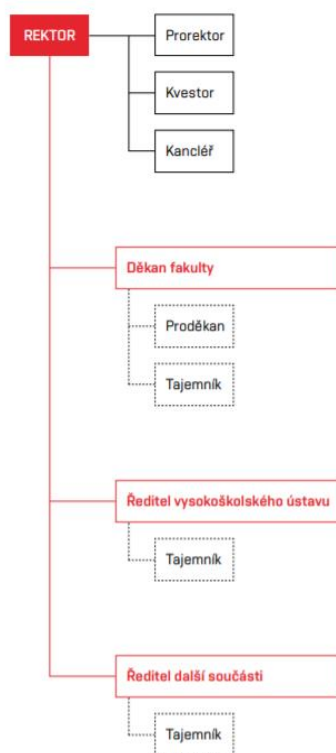 REKTOR
Prorektor
Kvestor
Kancléř
Děkan fakulty
Proděkan
Tajemník
Ředitel vysokoškolského ústavu
Tajemník
Ředitel další součásti
Tajemník